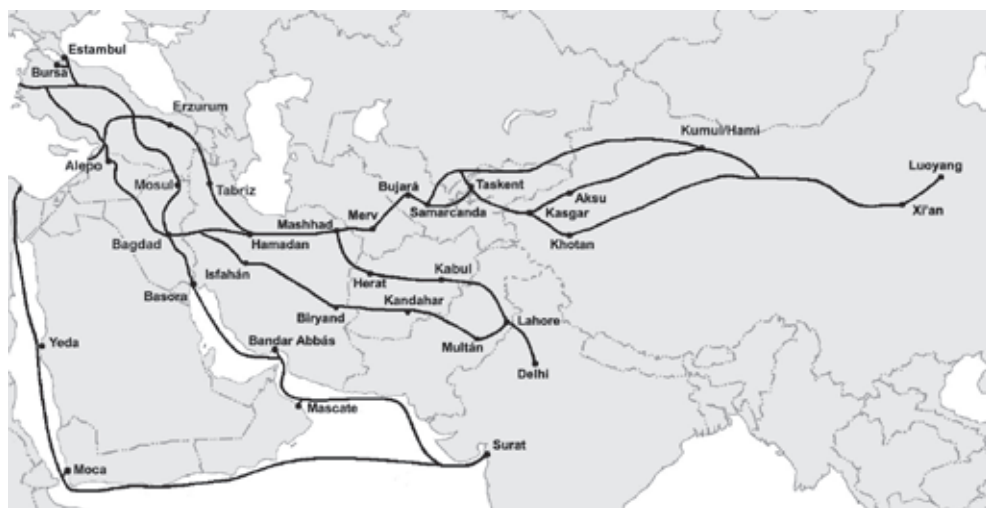 Estambul
Bursa
Erzurum
Kumul/Hami
Alepo
Luoyang
Mosul
Tabriz
Bujará
Taskent
Aksu
Samarcanda
Kasgar
Xi'an
Merv
Mashhad
Bagdad
Hamadan
Khotan
Isfahán
Herat
Kabul
Basora
Kandahar
Biryand
Lahore
Yeda
Bandar Abbás
Multán
Delhi
Mascate
Surat
Moca